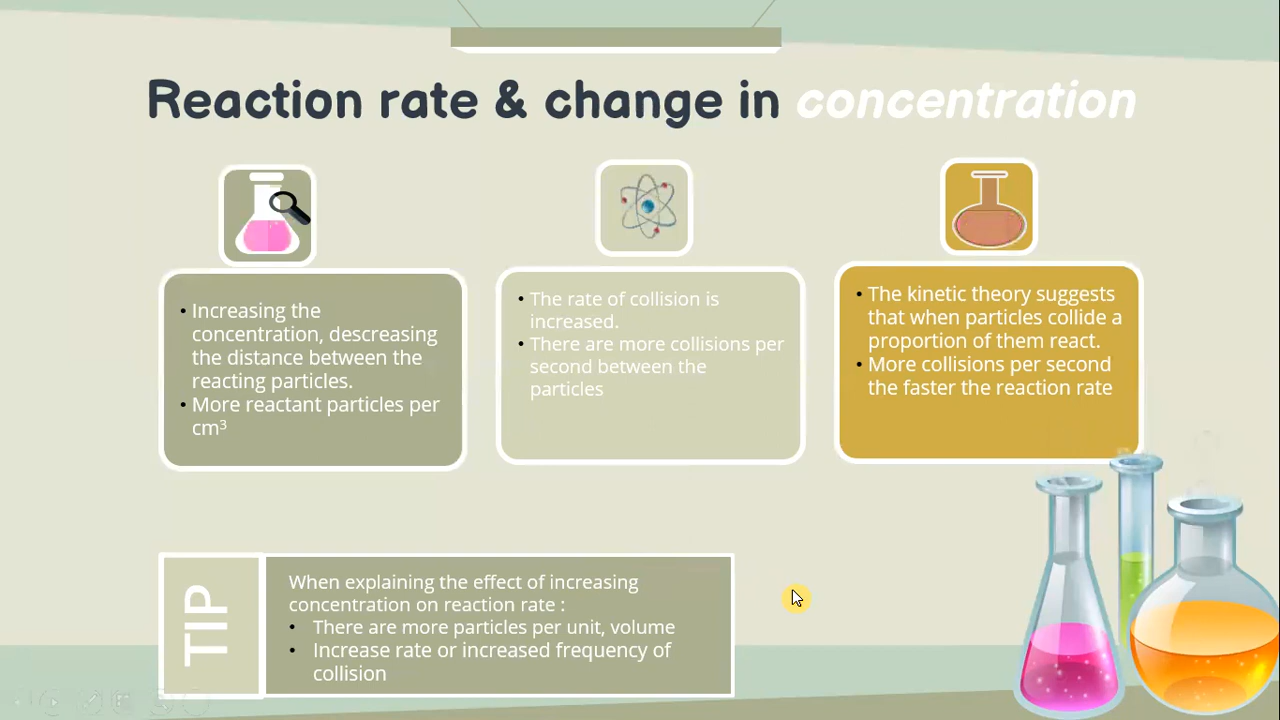 Reaction rate & change in concentration
• Increasing the
concentration, descreasing
the distance between the
reacting particles.
• More reactant particles per
cm³
• The rate of collision is
increased.
• There are more collisions per
second between the
particles
• The kinetic theory suggests
that when particles collide a
proportion of them react.
• More collisions per second
the faster the reaction rate
TIP
When explaining the effect of increasing
concentration on reaction rate :
• There are more particles per unit, volume
• Increase rate or increased frequency of
collision